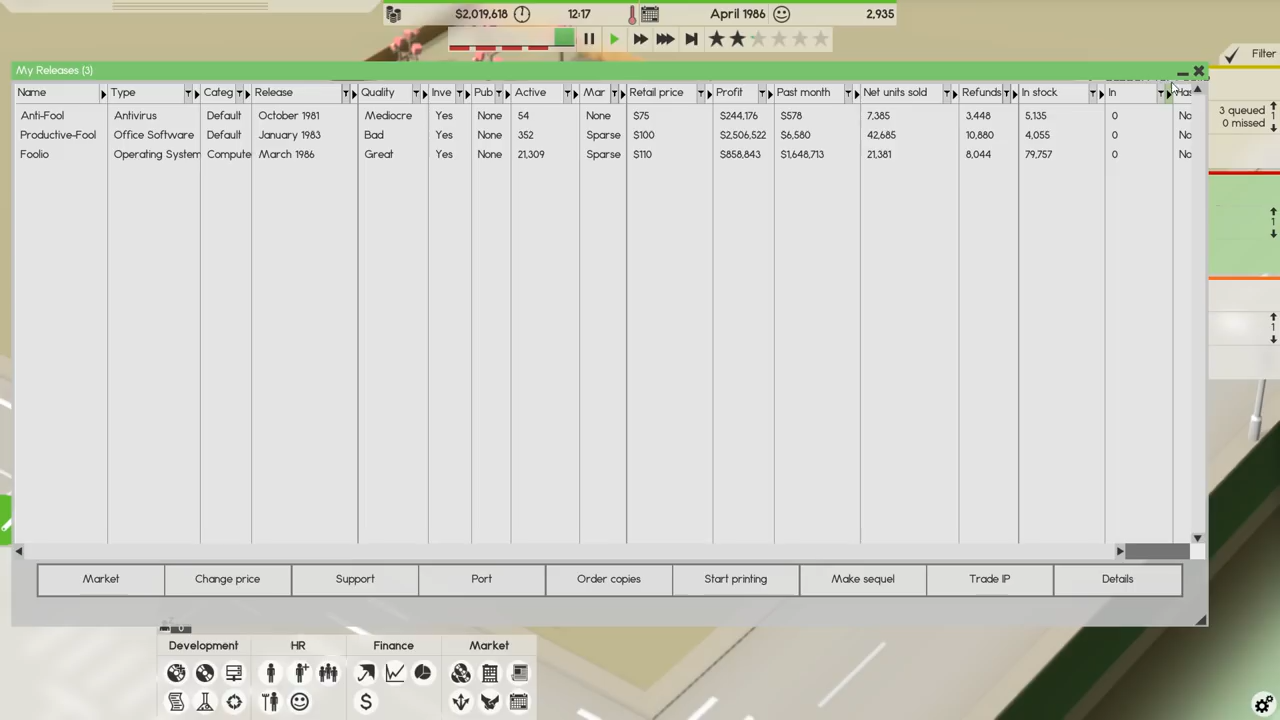 $2,019,618 12:17 April 1986 2,935
Filter
My Releases (3)
Name Type Categ Release Quality Inve Pub Active Mar Retail price Profit Past month Net units sold Refunds In stock In Has
Anti-Fool Antivirus Default October 1981 Mediocre Yes None 54 None $75 $244,176 $578 7,385 3,448 5,135 0 No
Productive-Fool Office Software Default January 1983 Bad Yes None 352 Sparse $100 $2,506,522 $6,580 42,685 10,880 4,055 0 No
Foolio Operating System Compute March 1986 Great Yes None 21,309 Sparse $110 $858,843 $1,648,713 21,381 8,044 79,757 0 No
3 queued
0 missed
1
1
1
Market Change price Support Port Order copies Start printing Make sequel Trade IP Details
Development HR Finance Market